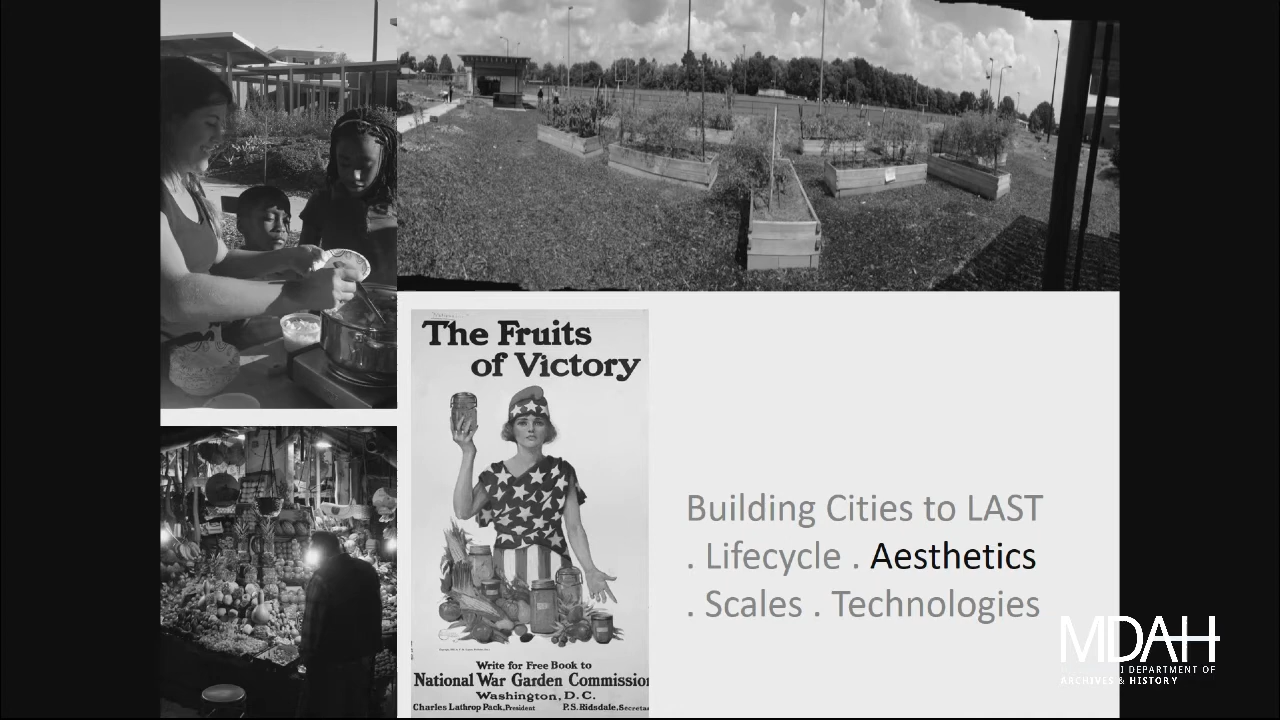 The Fruits
of Victory
Write for Free Book to
National War Garden Commission
Washington, D. C.
Charles Lathrop Pack, President P. S. Ridsdale, Secreta
Building Cities to LAST
. Lifecycle . Aesthetics
. Scales . Technologies
MDAH
DEPARTMENT OF
ARCHIVES & HISTORY